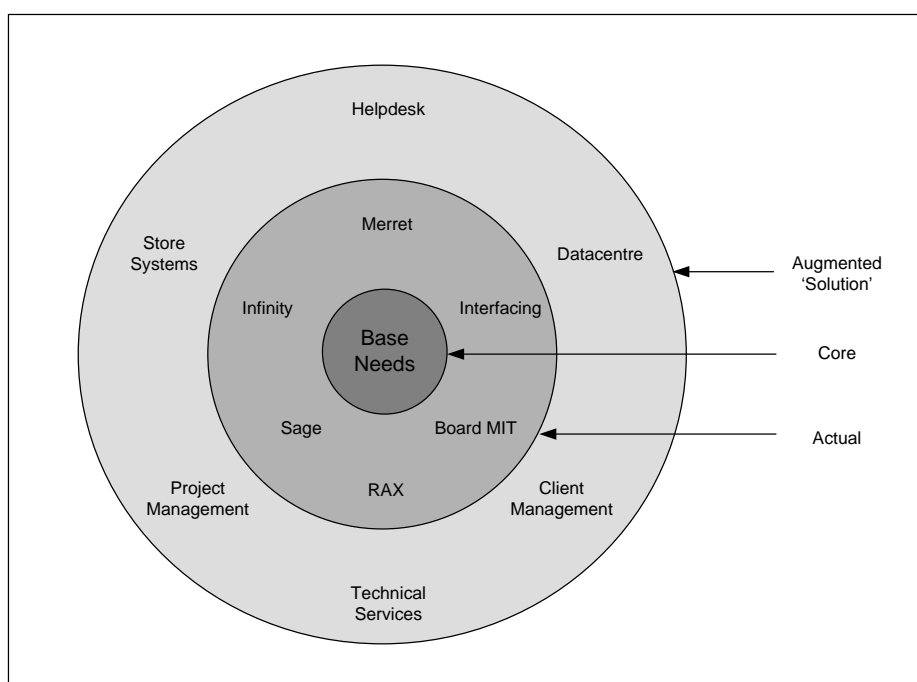 Helpdesk
Merret
Store
Systems
Datacentre
Augmented
‘Solution’
Infinity
Interfacing
Base
Needs
Core
Sage
Board MIT
Actual
RAX
Project
Management
Client
Management
Technical
Services